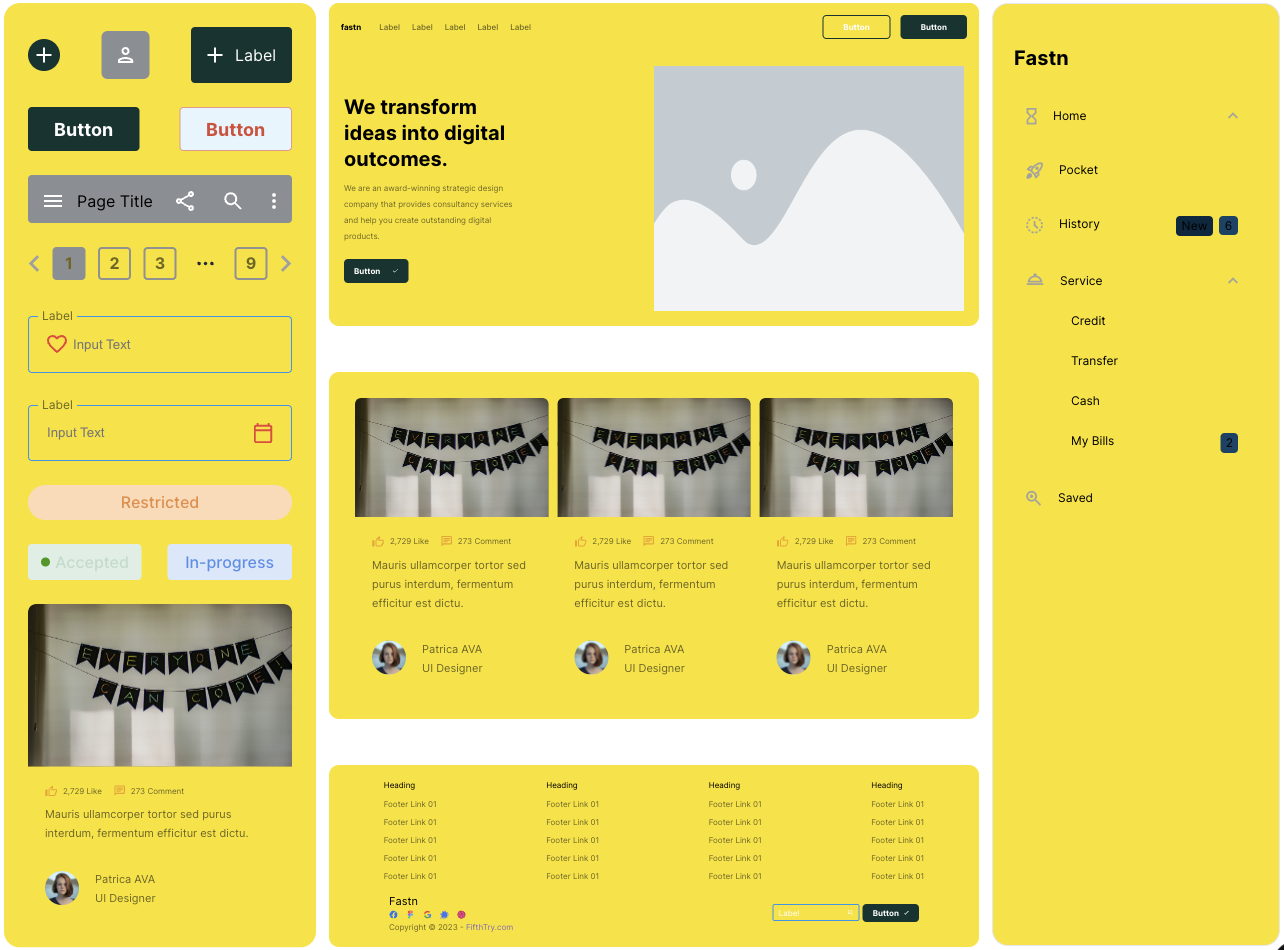 Label
Button
Button
Page Title
1
2
3
...
9
Label
Input Text
Label
Input Text
Restricted
Accepted
In-progress
EVERYONE
CAN CODE!
2,729 Like
273 Comment
Mauris ullamcorper tortor sed purus
interdum, fermentum efficitur est dictu.
Patrica AVA
UI Designer
fastn
Label
Label
Label
Label
Label
Button
Button
We transform
ideas into digital
outcomes.
We are an award-winning strategic design
company that provides consultancy services
and help you create outstanding digital
products.
Button
EVERYONE
CAN CODE!
2,729 Like
273 Comment
Mauris ullamcorper tortor sed
purus interdum, fermentum
efficitur est dictu.
Patrica AVA
UI Designer
EVERYONE
CAN CODE!
2,729 Like
273 Comment
Mauris ullamcorper tortor sed
purus interdum, fermentum
efficitur est dictu.
Patrica AVA
UI Designer
EVERYONE
CAN CODE!
2,729 Like
273 Comment
Mauris ullamcorper tortor sed
purus interdum, fermentum
efficitur est dictu.
Patrica AVA
UI Designer
Heading
Footer Link 01
Footer Link 01
Footer Link 01
Footer Link 01
Footer Link 01
Heading
Footer Link 01
Footer Link 01
Footer Link 01
Footer Link 01
Footer Link 01
Heading
Footer Link 01
Footer Link 01
Footer Link 01
Footer Link 01
Footer Link 01
Heading
Footer Link 01
Footer Link 01
Footer Link 01
Footer Link 01
Footer Link 01
Fastn
Copyright © 2023 - FifthTry.com
Label
Button
Fastn
Home
Pocket
History
New
6
Service
Credit
Transfer
Cash
My Bills
2
Saved